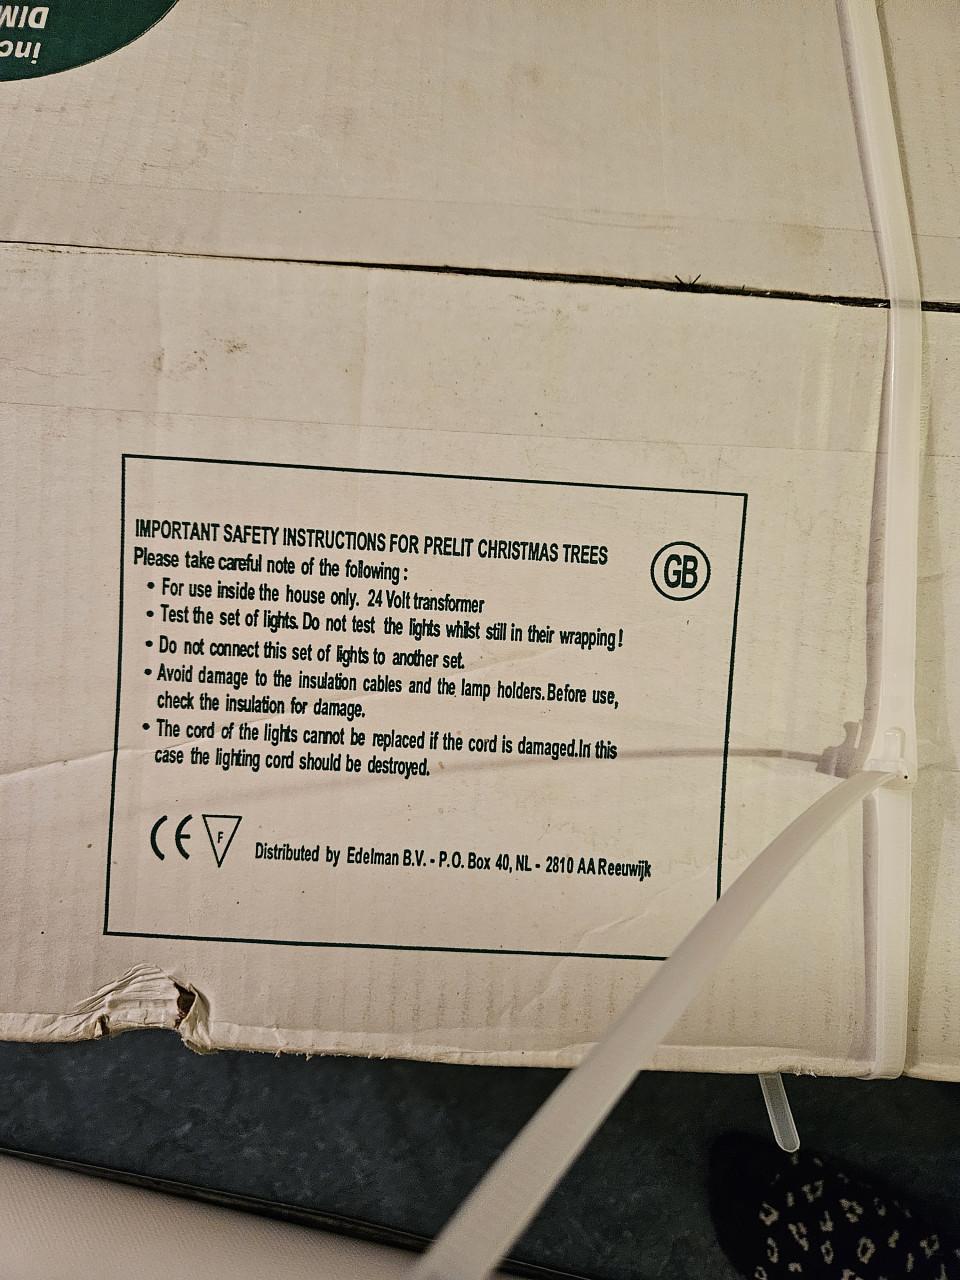 DIM
inc
IMPORTANT SAFETY INSTRUCTIONS FOR PRELIT CHRISTMAS TREES
GB
Please take careful note of the following :
• For use inside the house only. 24 Volt transformer
• Test the set of lights. Do not test the lights whilst still in their wrapping !
• Do not connect this set of lights to another set.
• Avoid damage to the insulation cables and the lamp holders. Before use,
check the insulation for damage.
• The cord of the lights cannot be replaced if the cord is damaged.In this
case the lighting cord should be destroyed.
CE F Distributed by Edelman B.V. - P.O. Box 40, NL - 2810 AA Reeuwijk